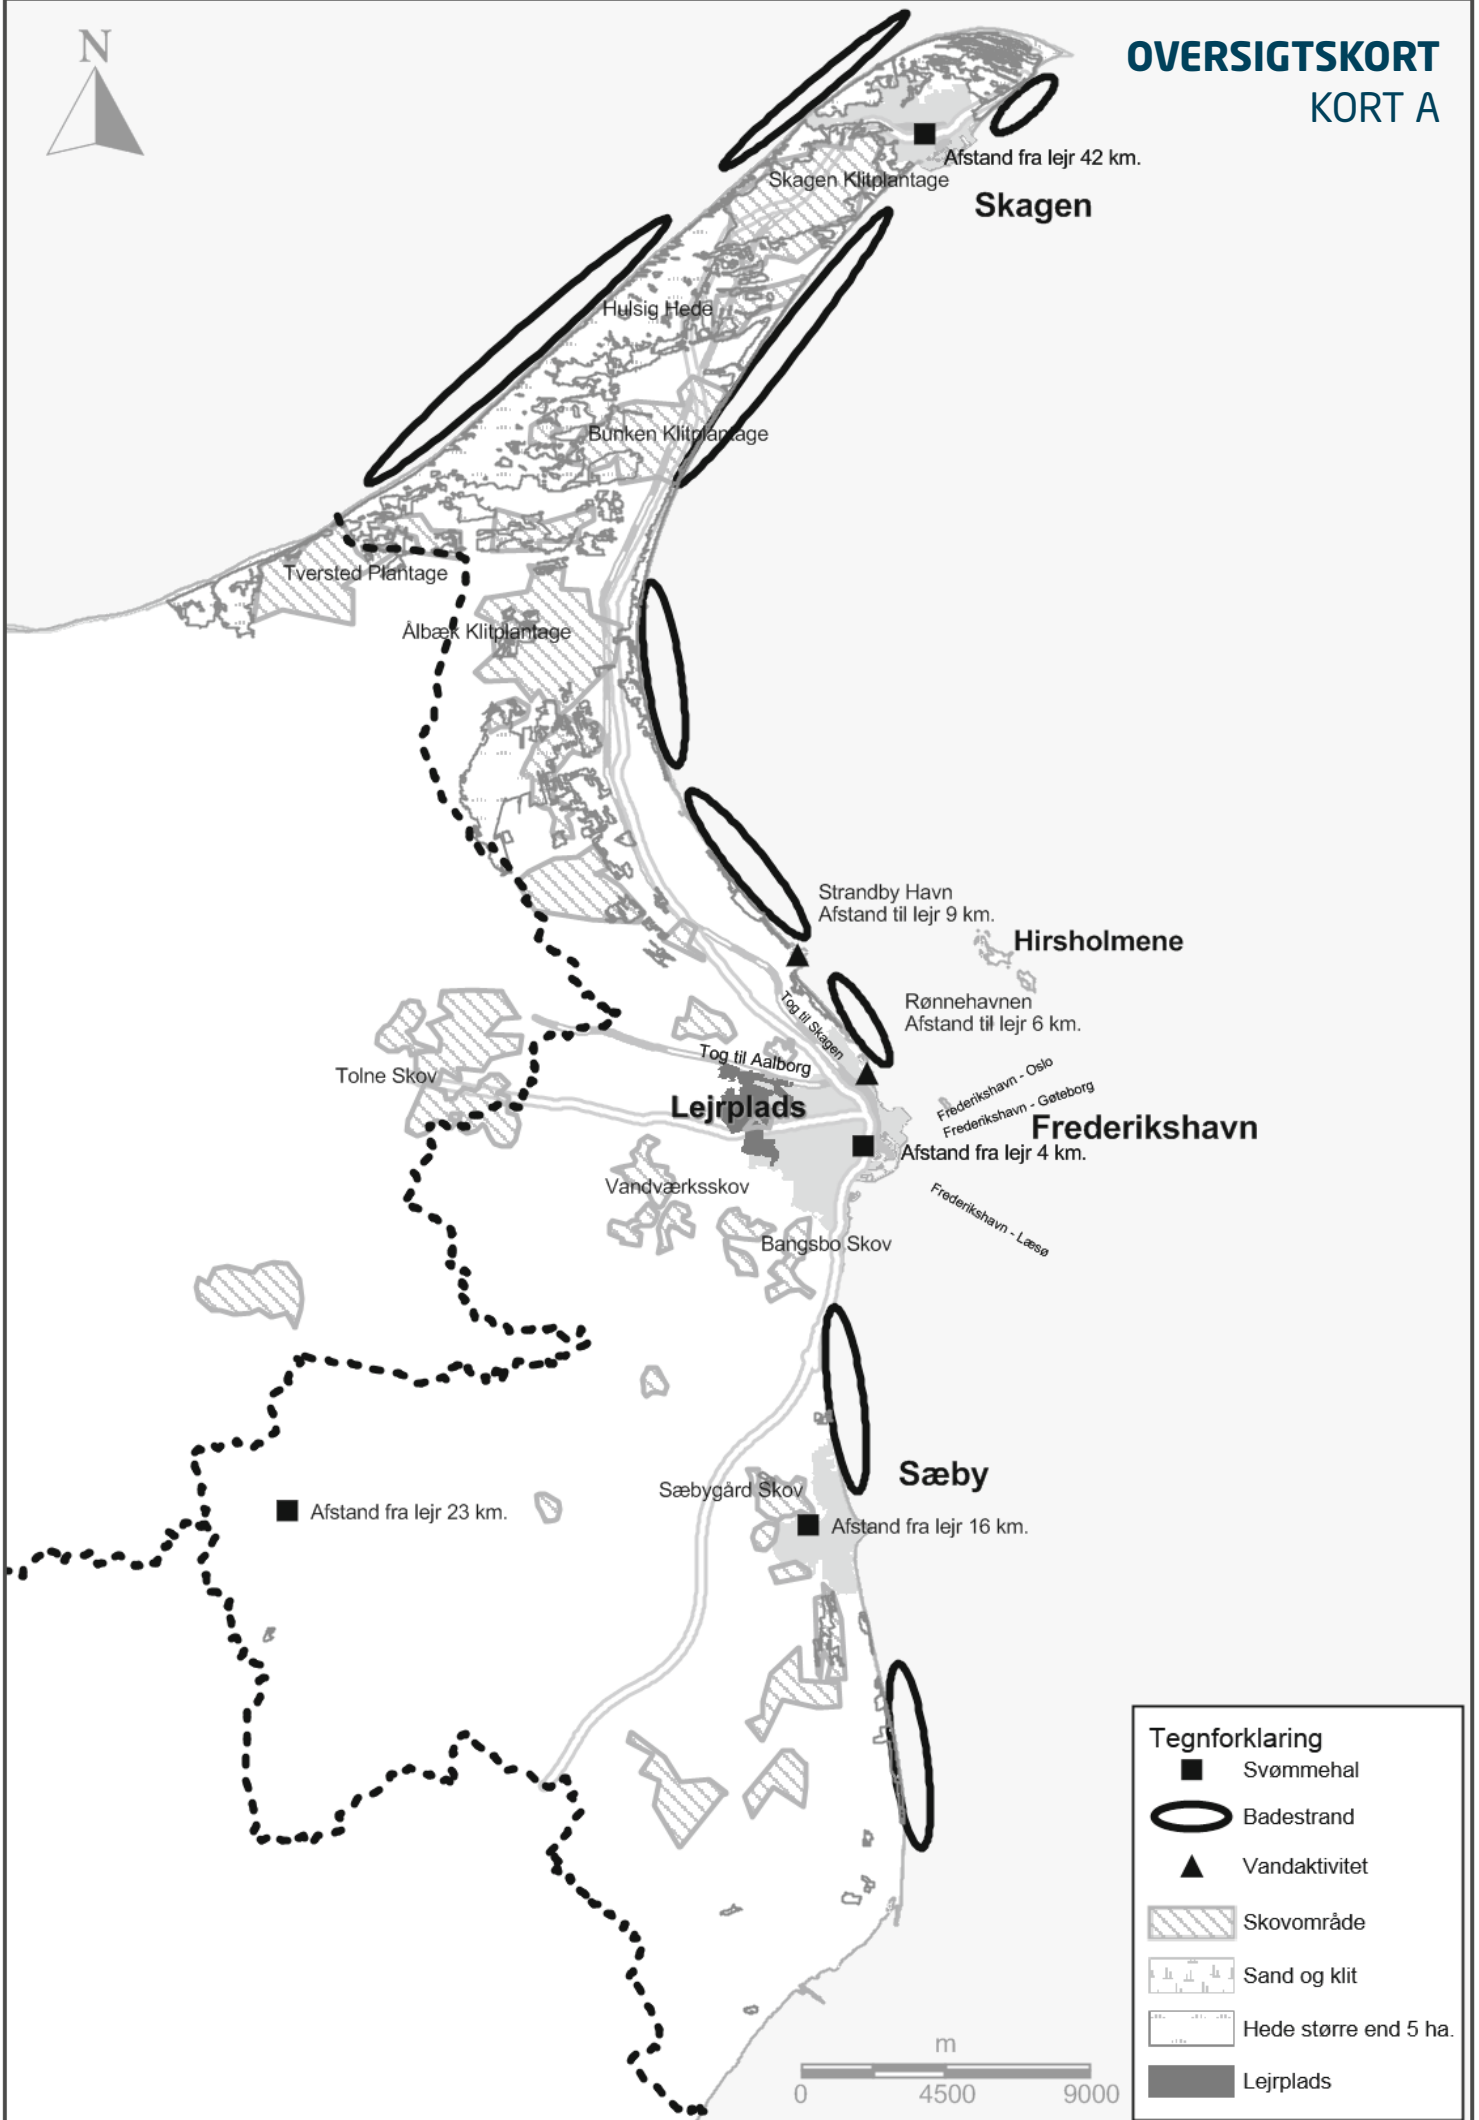 N
OVERSIGTSKORT
KORT A
Afstand fra lejr 42 km.
Skagen Klitplantage
Skagen
Hulsig Hede
Bunken Klitplantage
Tversted Plantage
Ålbæk Klitplantage
Strandby Havn
Afstand til lejr 9 km.
Hirsholmene
Rønnehavnen
Afstand til lejr 6 km.
Tog til Skagen
Tog til Aalborg
Tolne Skov
Lejrplads
Frederikshavn - Oslo
Frederikshavn - Gøteborg
Frederikshavn
Afstand fra lejr 4 km.
Vandværksskov
Frederikshavn - Læsø
Bangsbo Skov
Sæby
Sæbygård Skov
Afstand fra lejr 23 km.
Afstand fra lejr 16 km.
Tegnforklaring
Svømmehal
Badestrand
Vandaktivitet
Skovområde
Sand og klit
Hede større end 5 ha.
Lejrplads
m
0 4500 9000